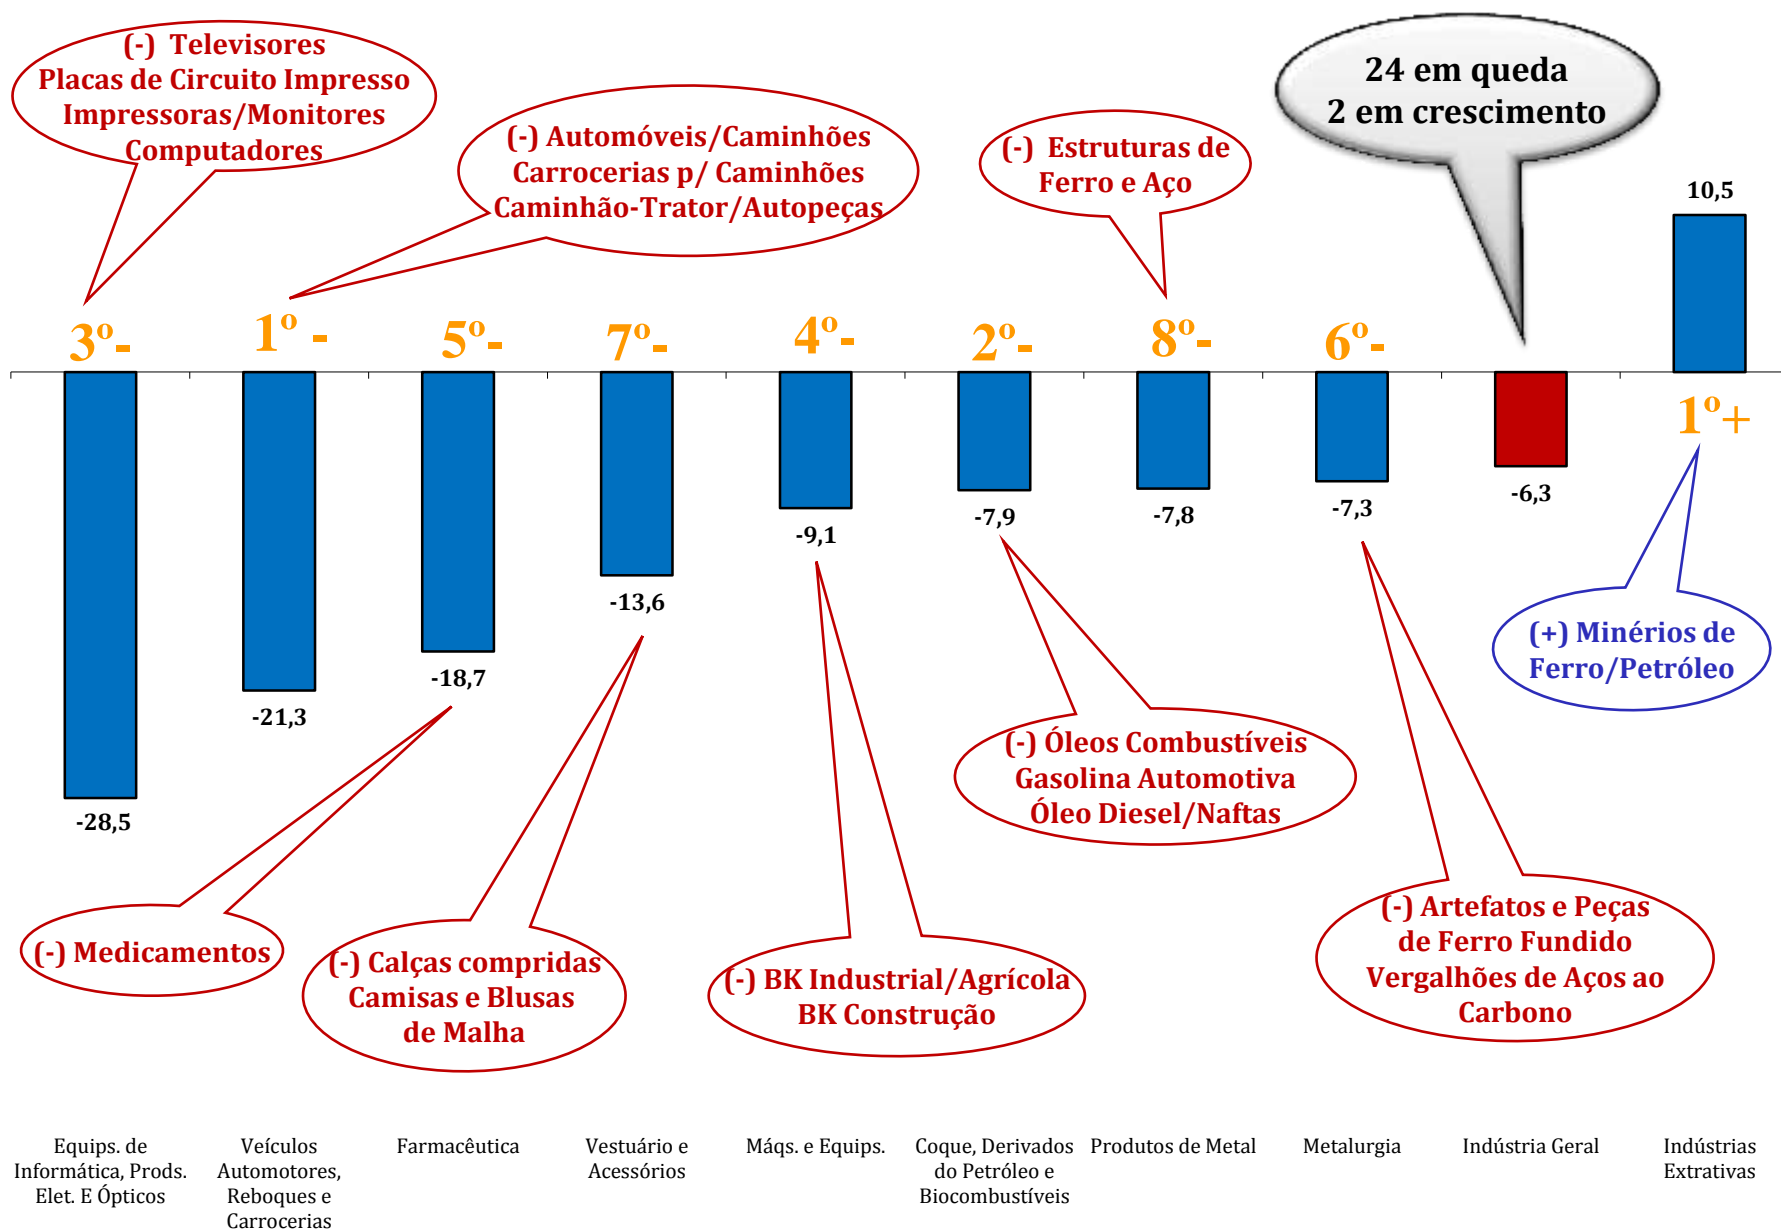 (-) Televisores
Placas de Circuito Impresso
Impressoras/Monitores
Computadores
(-) Automóveis/Caminhões
Carrocerias p/ Caminhões
Caminhão-Trator/Autopeças
(-) Estruturas de
Ferro e Aço
24 em queda
2 em crescimento
10,5
3º-
1º -
5º-
7º-
4º-
2º-
8º-
6º-
1º+
-28,5
-21,3
-18,7
-13,6
-9,1
-7,9
-7,8
-7,3
-6,3
(+) Minérios de
Ferro/Petróleo
(-) Óleos Combustíveis
Gasolina Automotiva
Óleo Diesel/Naftas
(-) Medicamentos
(-) Calças compridas
Camisas e Blusas
de Malha
(-) BK Industrial/Agrícola
BK Construção
(-) Artefatos e Peças
de Ferro Fundido
Vergalhões de Aços ao
Carbono
Equips. de
Informática, Prods.
Elet. E Ópticos
Veículos
Automotores,
Reboques e
Carrocerias
Farmacêutica
Vestuário e
Acessórios
Máqs. e Equips.
Coque, Derivados
do Petróleo e
Biocombustíveis
Produtos de Metal
Metalurgia
Indústria Geral
Indústrias
Extrativas